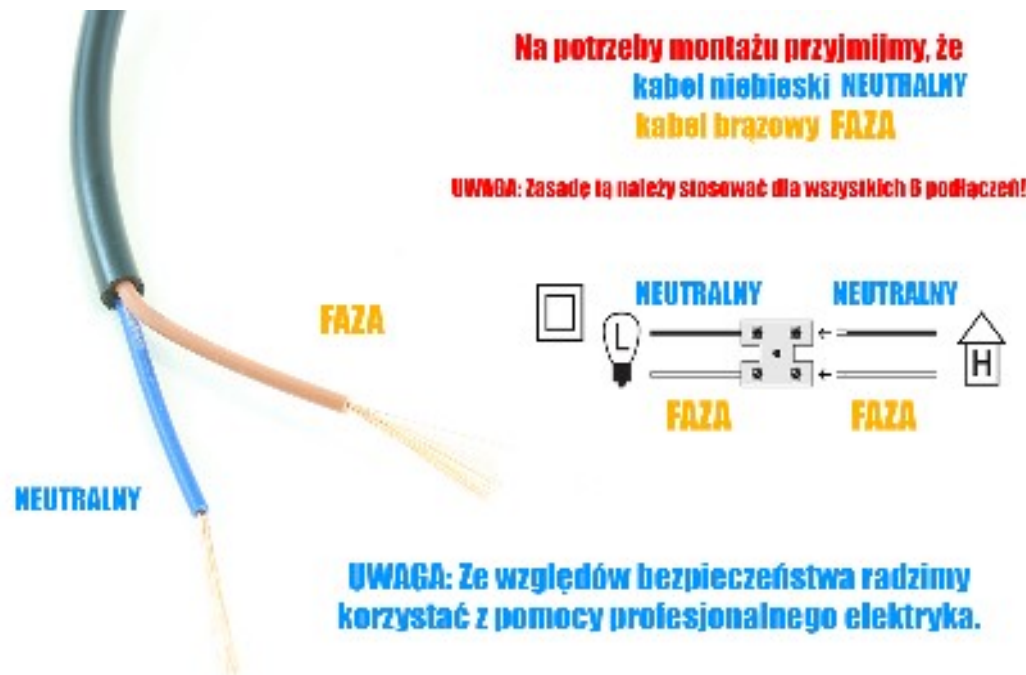 Na potrzeby montażu przyjmijmy, że
kabel niebieski NEUTRALNY
kabel brązowy FAZA
UWAGA: Zasadę tą należy stosować dla wszystkich 6 podłączeń!
NEUTRALNY NEUTRALNY
FAZA
L
H
FAZA FAZA
NEUTRALNY
UWAGA: Ze względów bezpieczeństwa radzimy
korzystać z pomocy profesjonalnego elektryka.